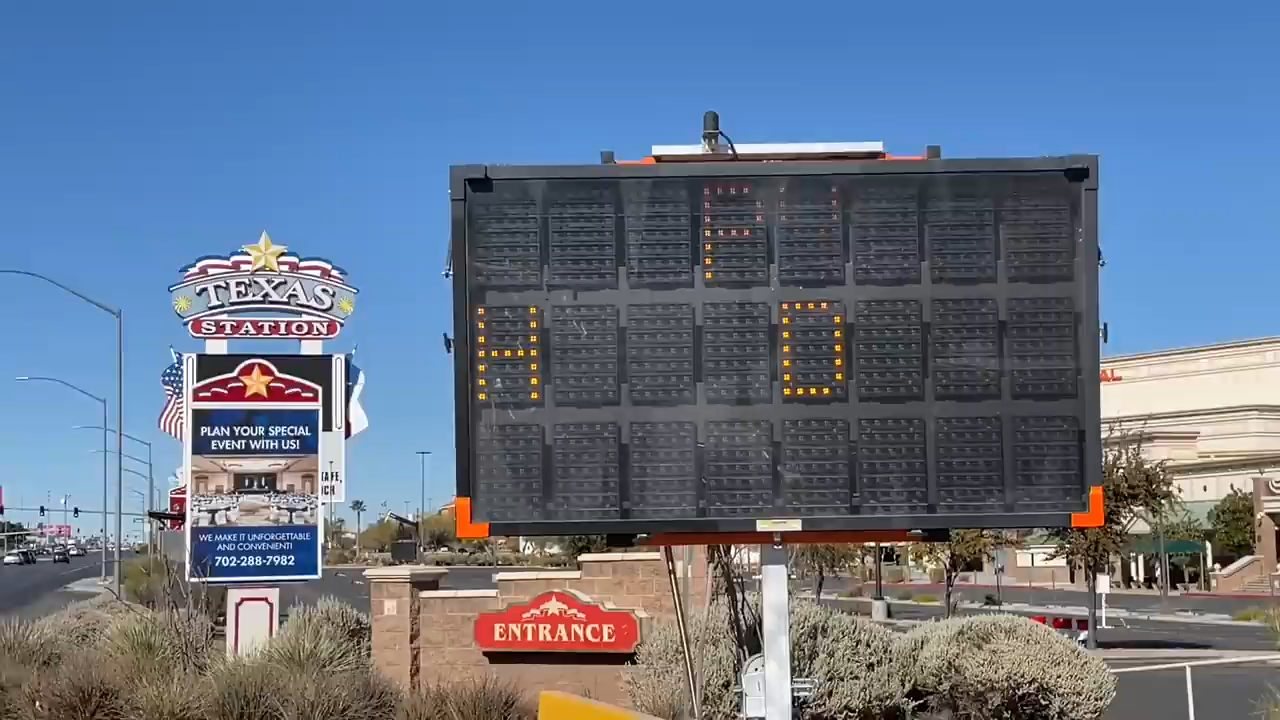 TEXAS
STATION
PLAN YOUR SPECIAL
EVENT WITH US!
WE MAKE IT UNFORGETTABLE
AND CONVENIENT!
702-288-7982
ENTRANCE